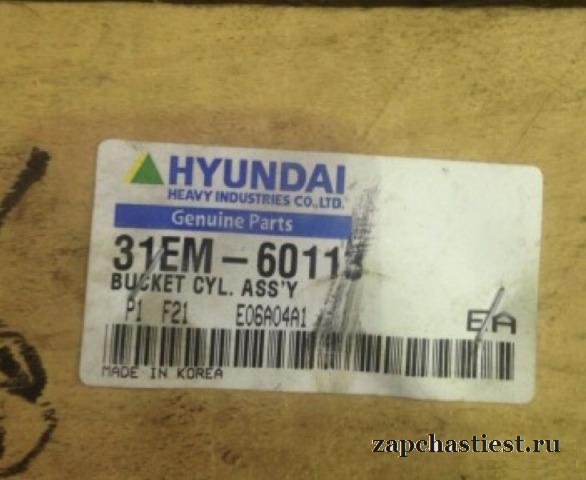 HYUNDAI
HEAVY INDUSTRIES CO.,LTD.
Genuine Parts
31EM-60115
BUCKET CYL. ASS'Y
P1 F21 E06A04A1 EA
MADE IN KOREA
zapchastiest.ru